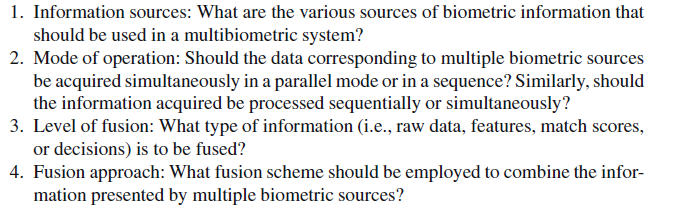 1. Information sources: What are the various sources of biometric information that
should be used in a multibiometric system?
2. Mode of operation: Should the data corresponding to multiple biometric sources
be acquired simultaneously in a parallel mode or in a sequence? Similarly, should
the information acquired be processed sequentially or simultaneously?
3. Level of fusion: What type of information (i.e., raw data, features, match scores,
or decisions) is to be fused?
4. Fusion approach: What fusion scheme should be employed to combine the infor-
mation presented by multiple biometric sources?